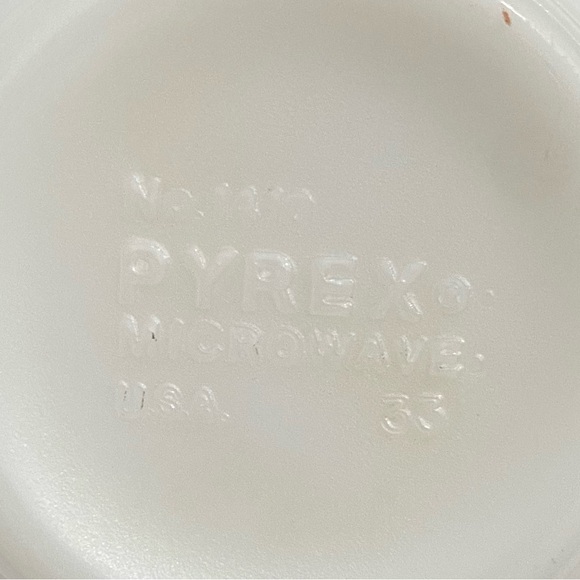 No.
PYREX ®
MICROWAVE
U.S.A. 33